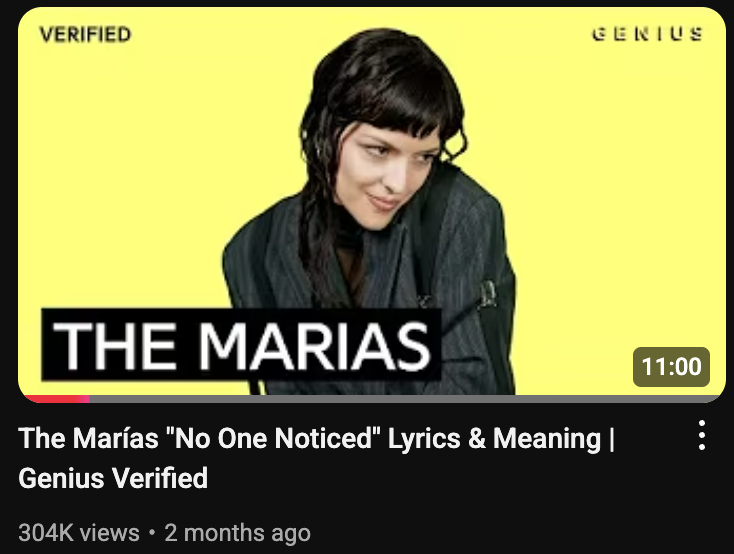 VERIFIED
GENIUS
THE MARIAS
11:00
The Marías "No One Noticed" Lyrics & Meaning |
Genius Verified
304K views • 2 months ago